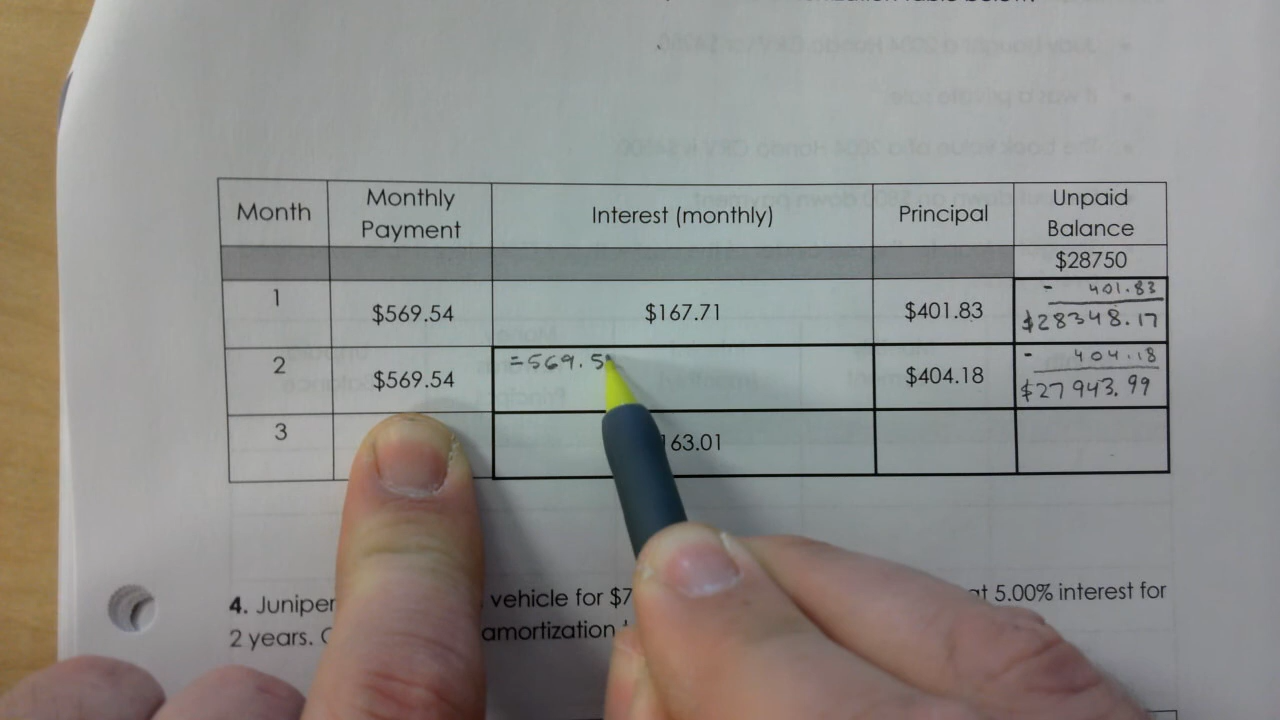 Month Monthly Payment Interest (monthly) Principal Unpaid Balance
$28750
1 $569.54 $167.71 $401.83 - 401.83
$28348.17
2 $569.54 =569.5 $404.18 - 404.18
$27943.99
3 163.01
4. Juniper vehicle for $7 at 5.00% interest for
2 years. amortization